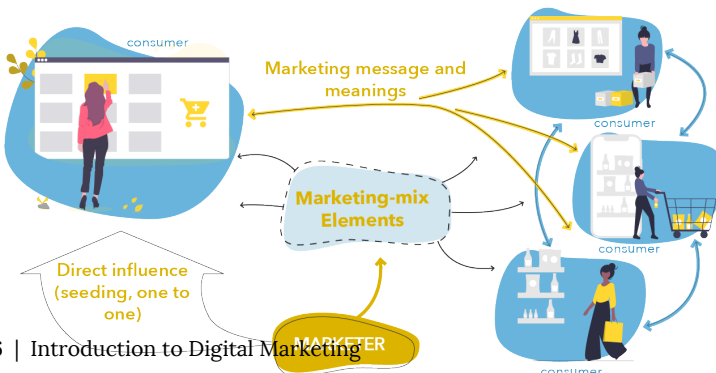 consumer
Marketing message and
meanings
consumer
Marketing-mix
Elements
consumer
Direct influence
(seeding, one to
one)
MARKETER
| Introduction to Digital Marketing
consumer